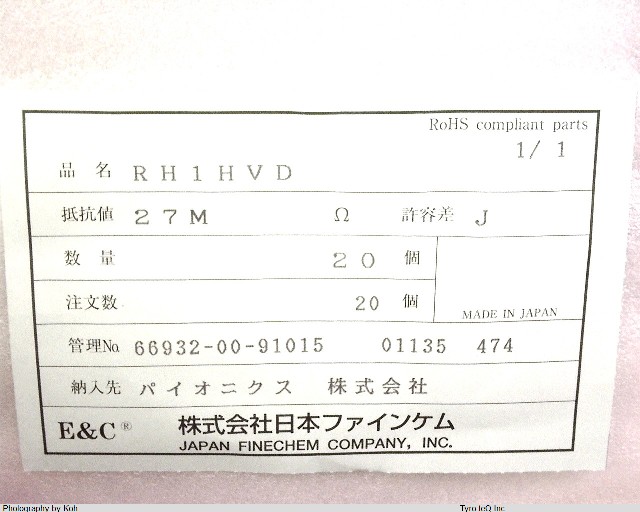 RoHS compliant parts
1/ 1
品 名 RH1HVD
抵抗値 27M Ω 許容差 J
数 量 20 個
注文数 20 個
MADE IN JAPAN
管理No. 66932-00-91015 01135 474
納入先 パイオニクス 株式会社
E&C® 株式会社日本ファインケム
JAPAN FINECHEM COMPANY, INC.
Photography by Koh Tyro teQ Inc